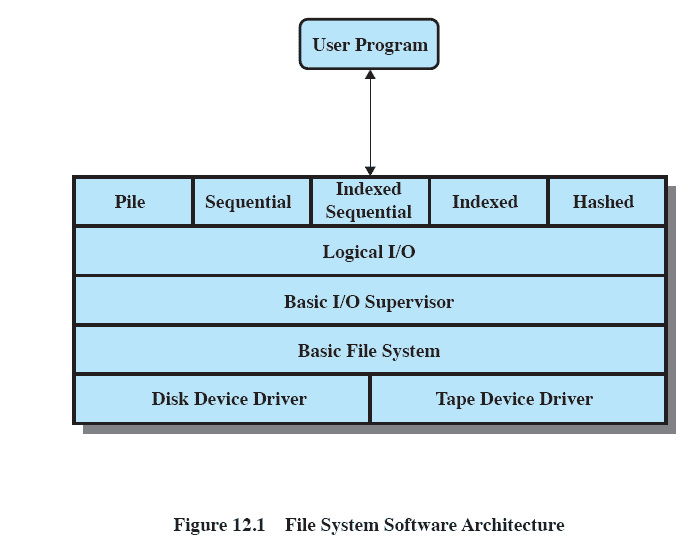 User Program
Pile
Sequential
Indexed
Sequential
Indexed
Hashed
Logical I/O
Basic I/O Supervisor
Basic File System
Disk Device Driver
Tape Device Driver
Figure 12.1 File System Software Architecture